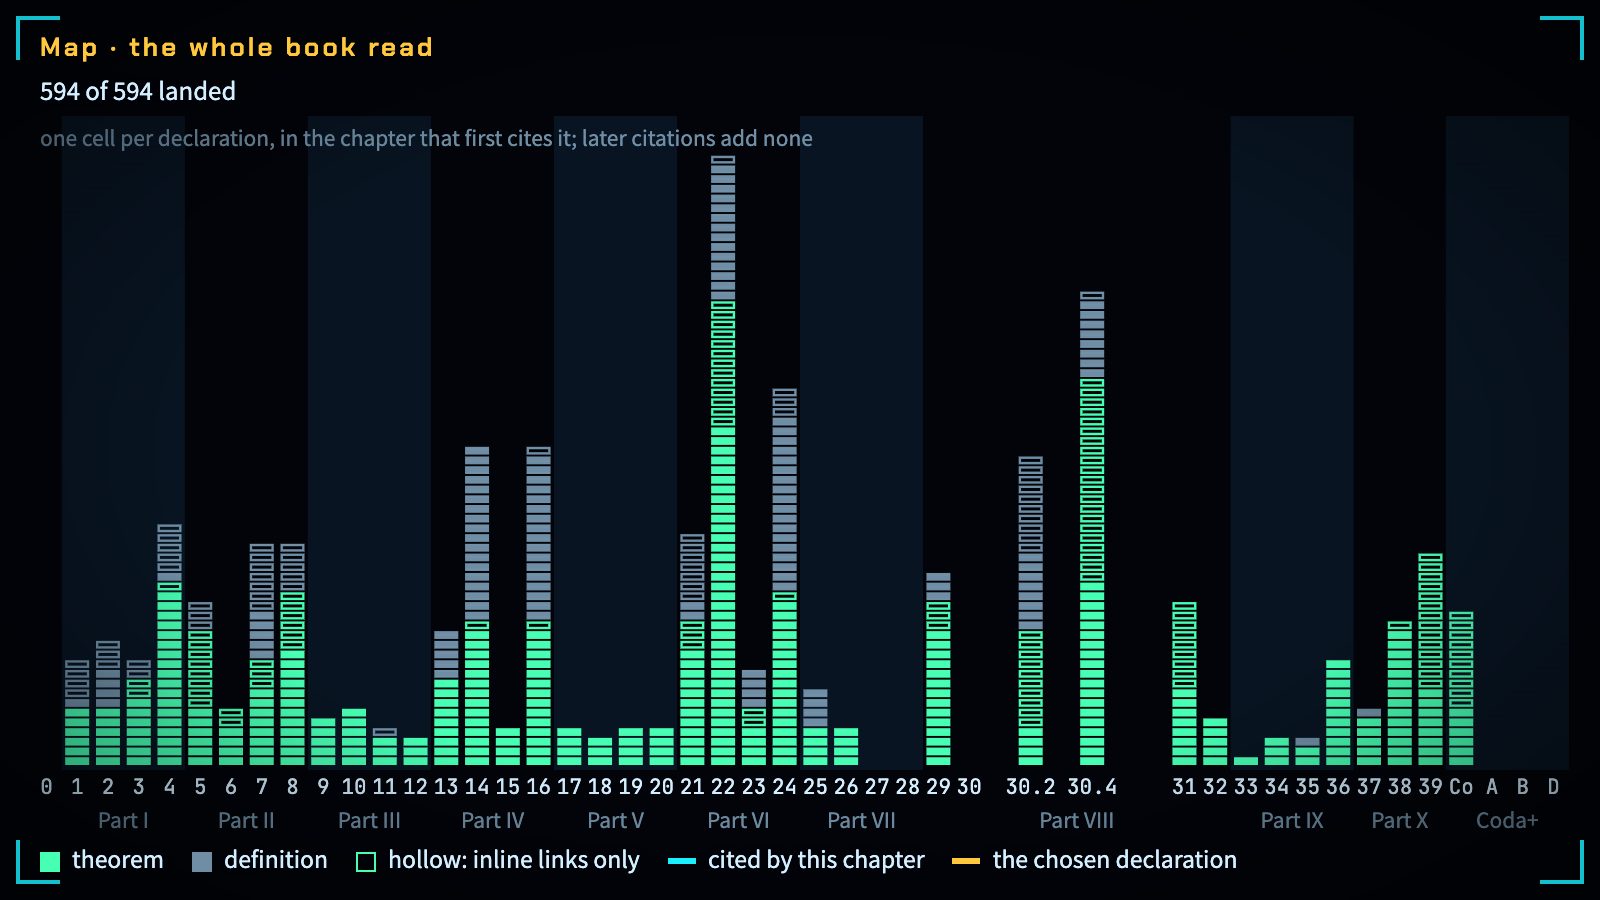 Map · the whole book read
594 of 594 landed
one cell per declaration, in the chapter that first cites it; later citations add none
0 1 2 3 4 5 6 7 8 9 10 11 12 13 14 15 16 17 18 19 20 21 22 23 24 25 26 27 28 29 30 30.2 30.4 31 32 33 34 35 36 37 38 39 Co A B D
Part I Part II Part III Part IV Part V Part VI Part VII Part VIII Part IX Part X Coda+
theorem definition hollow: inline links only cited by this chapter the chosen declaration